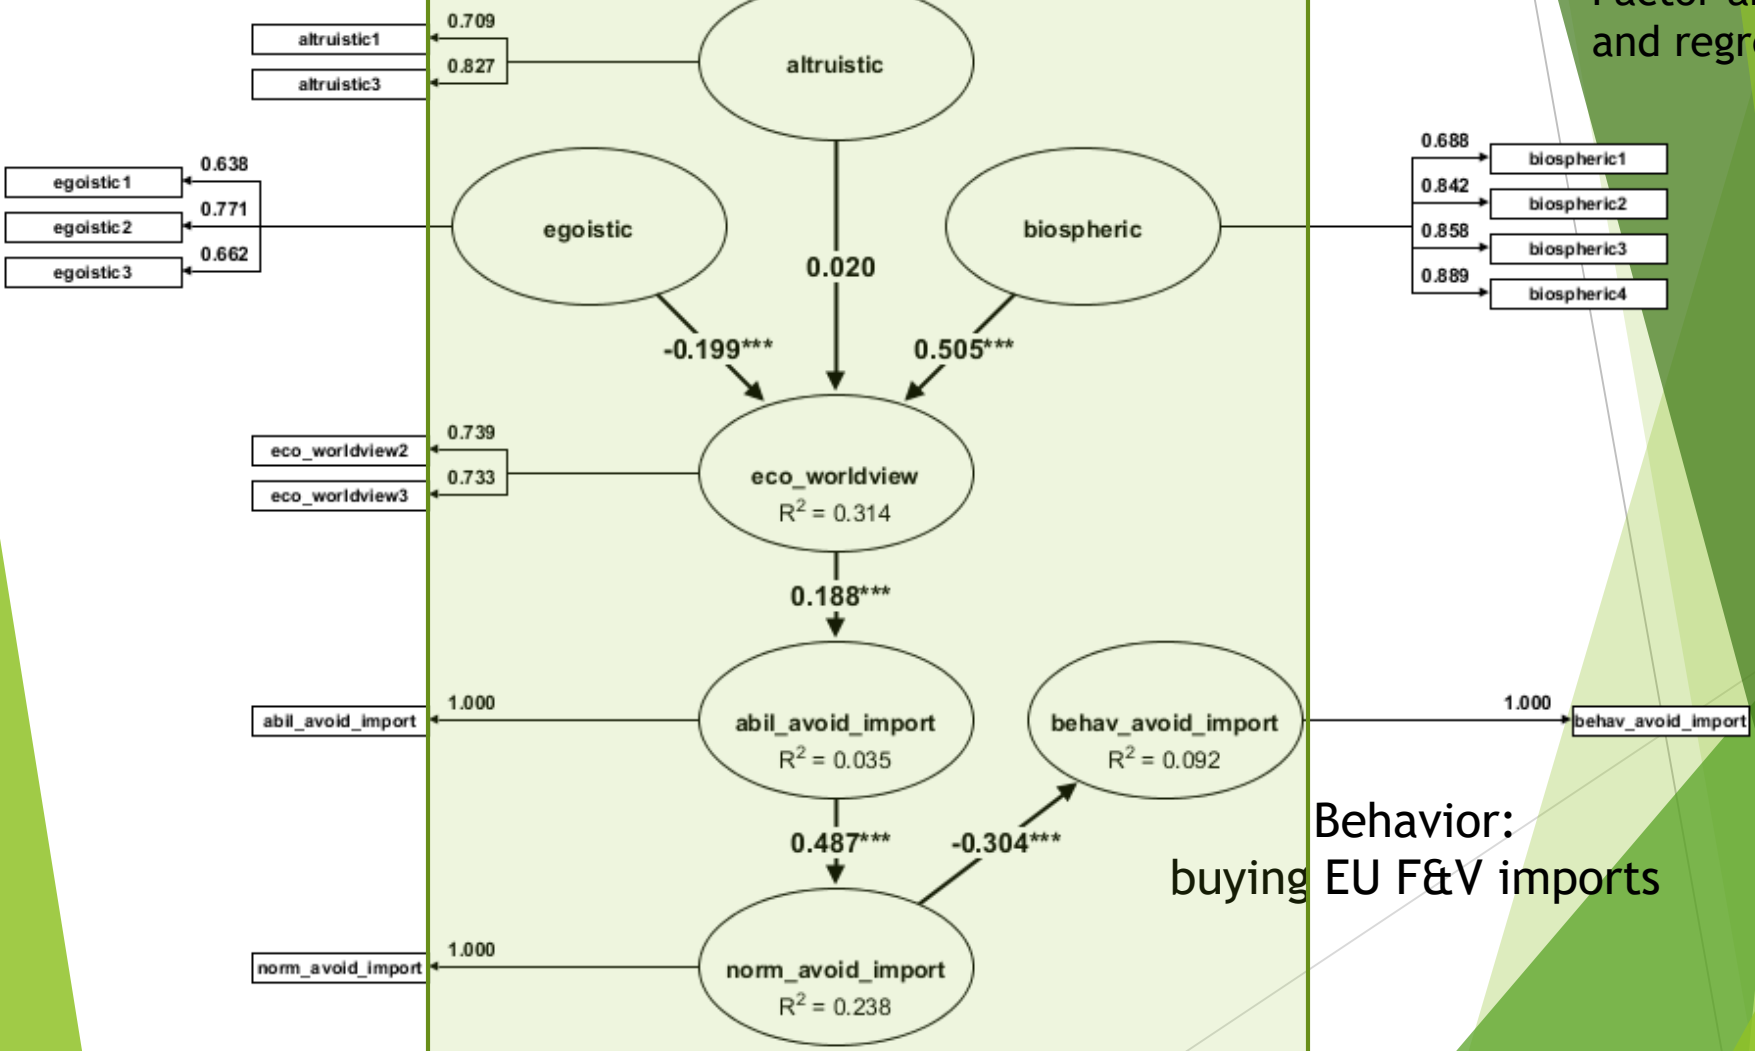 and regr
0.709
altruistic1
0.827
altruistic3
altruistic
0.638
egoistic1
0.771
egoistic2
0.662
egoistic3
egoistic
biospheric
0.688
biospheric1
0.842
biospheric2
0.858
biospheric3
0.889
biospheric4
0.020
-0.199***
0.505***
0.739
eco_worldview2
0.733
eco_worldview3
eco_worldview
R² = 0.314
0.188***
1.000
abil_avoid_import
abil_avoid_import
R² = 0.035
behav_avoid_import
R² = 0.092
1.000
behav_avoid_import
0.487***
-0.304***
Behavior:
buying EU F&V imports
1.000
norm_avoid_import
norm_avoid_import
R² = 0.238